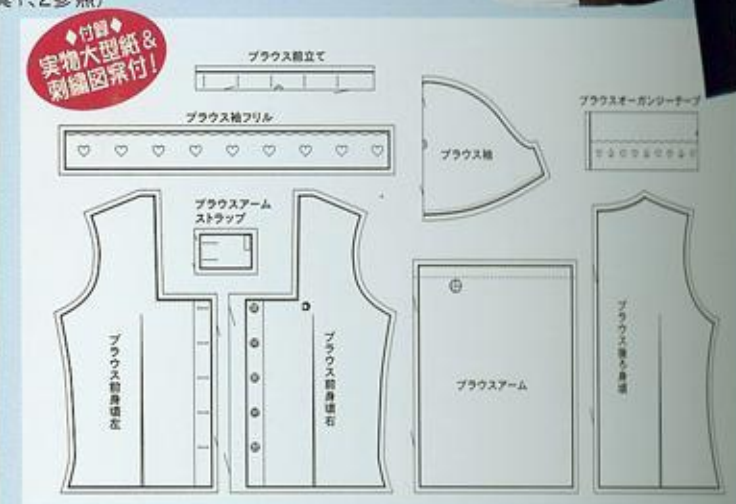 ◆付録◆
実物大型紙&
刺繍図案付!
ブラウス前立て
ブラウス袖フリル
ブラウス袖
ブラウスオーガンジーテープ
ブラウスアーム
ストラップ
ブラウス前身頃左
ブラウス前身頃右
ブラウスアーム
ブラウス後ろ身頃